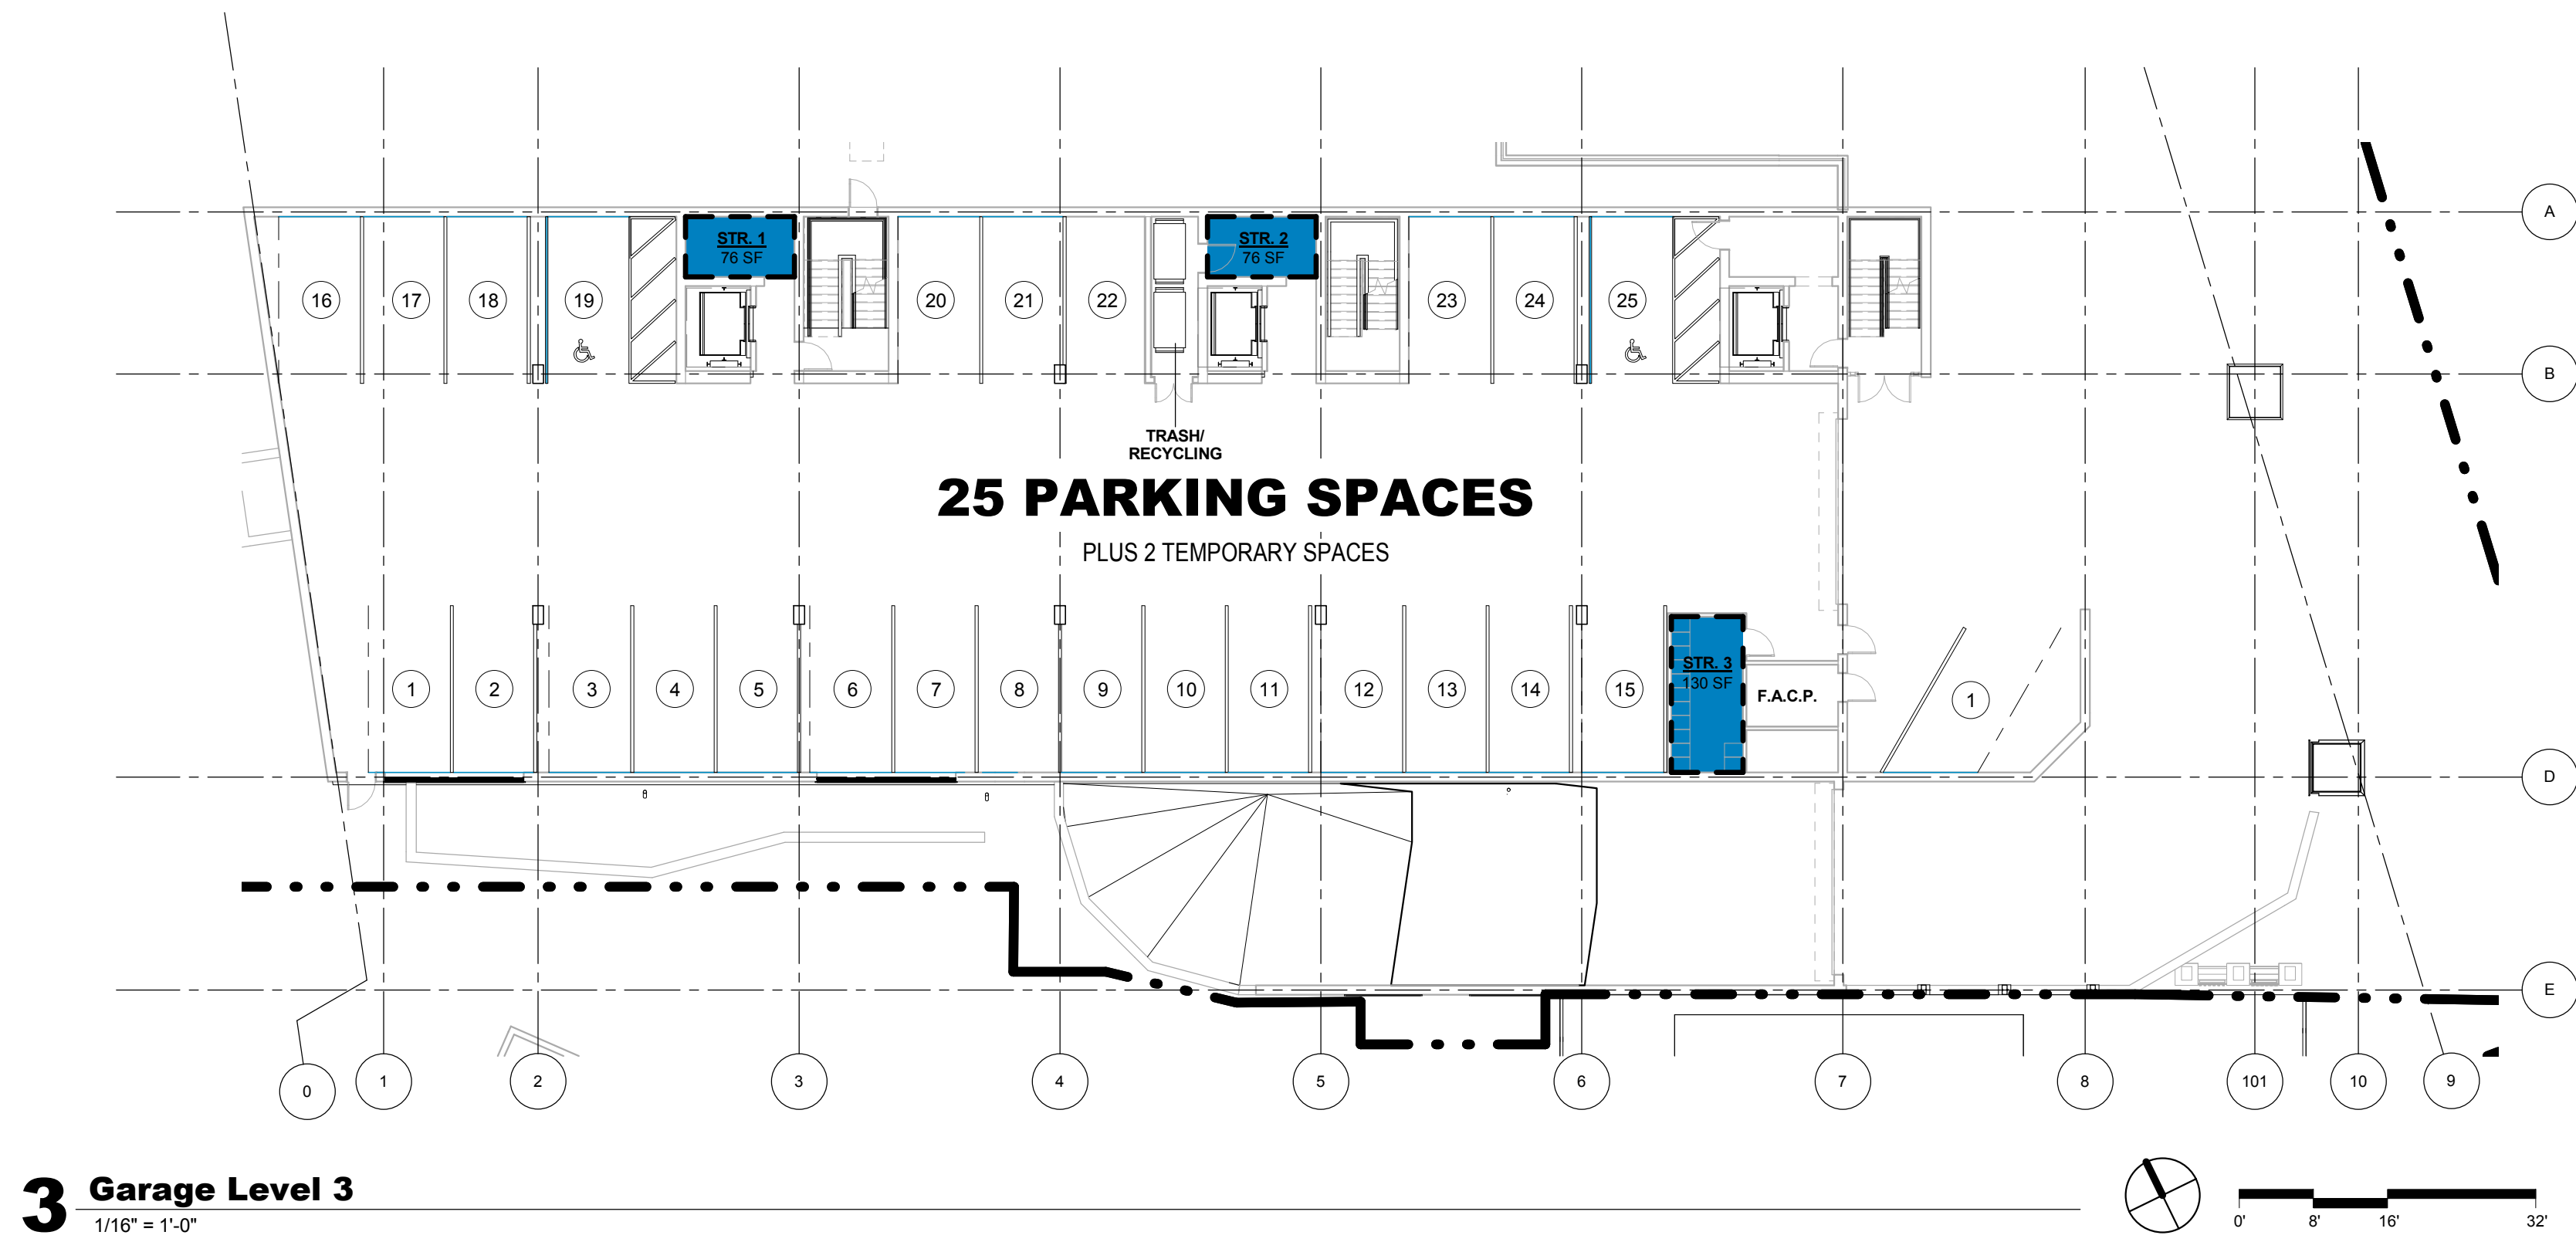 A
STR. 1
76 SF
STR. 2
76 SF
16
17
18
19
20
21
22
23
24
25
B
TRASH/
RECYCLING
25 PARKING SPACES
PLUS 2 TEMPORARY SPACES
1
2
3
4
5
6
7
8
9
10
11
12
13
14
15
STR. 3
130 SF
F.A.C.P.
1
D
E
0
1
2
3
4
5
6
7
8
101
10
9
3 Garage Level 3
1/16" = 1'-0"
0' 8' 16' 32'